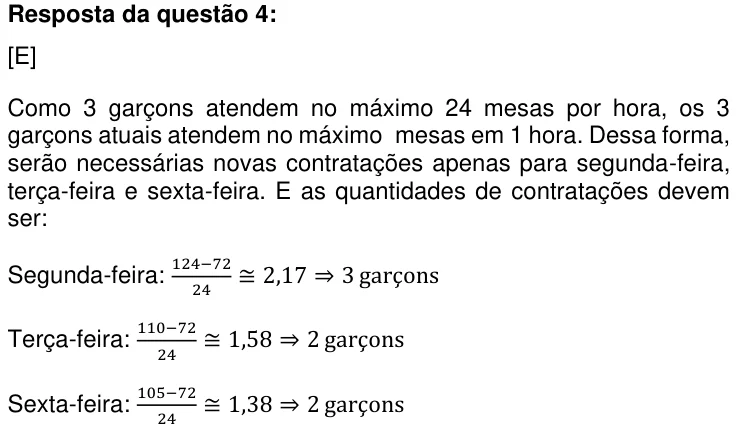 Resposta da questão 4:
[E]
Como 3 garçons atendem no máximo 24 mesas por hora, os 3
garçons atuais atendem no máximo  mesas em 1 hora. Dessa forma,
serão necessárias novas contratações apenas para segunda-feira,
terça-feira e sexta-feira. E as quantidades de contratações devem
ser:
Segunda-feira: (124−72)/24 ≅ 2,17 ⇒ 3 garçons
Terça-feira: (110−72)/24 ≅ 1,58 ⇒ 2 garçons
Sexta-feira: (105−72)/24 ≅ 1,38 ⇒ 2 garçons